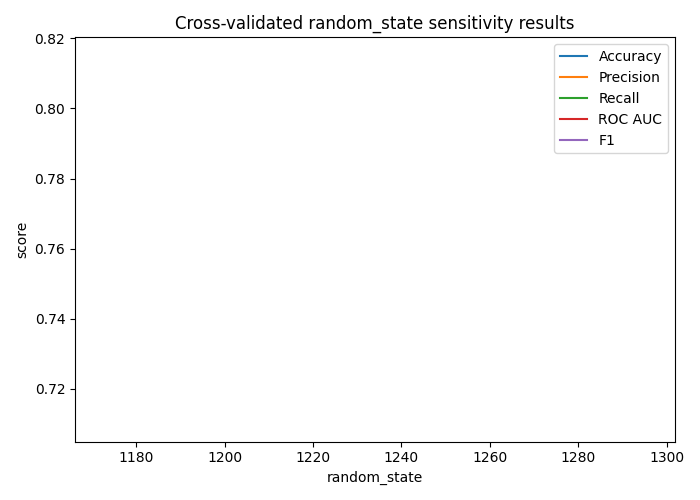 Cross-validated random_state sensitivity results
score
0.82
0.80
0.78
0.76
0.74
0.72
Accuracy
Precision
Recall
ROC AUC
F1
1180 1200 1220 1240 1260 1280 1300
random_state